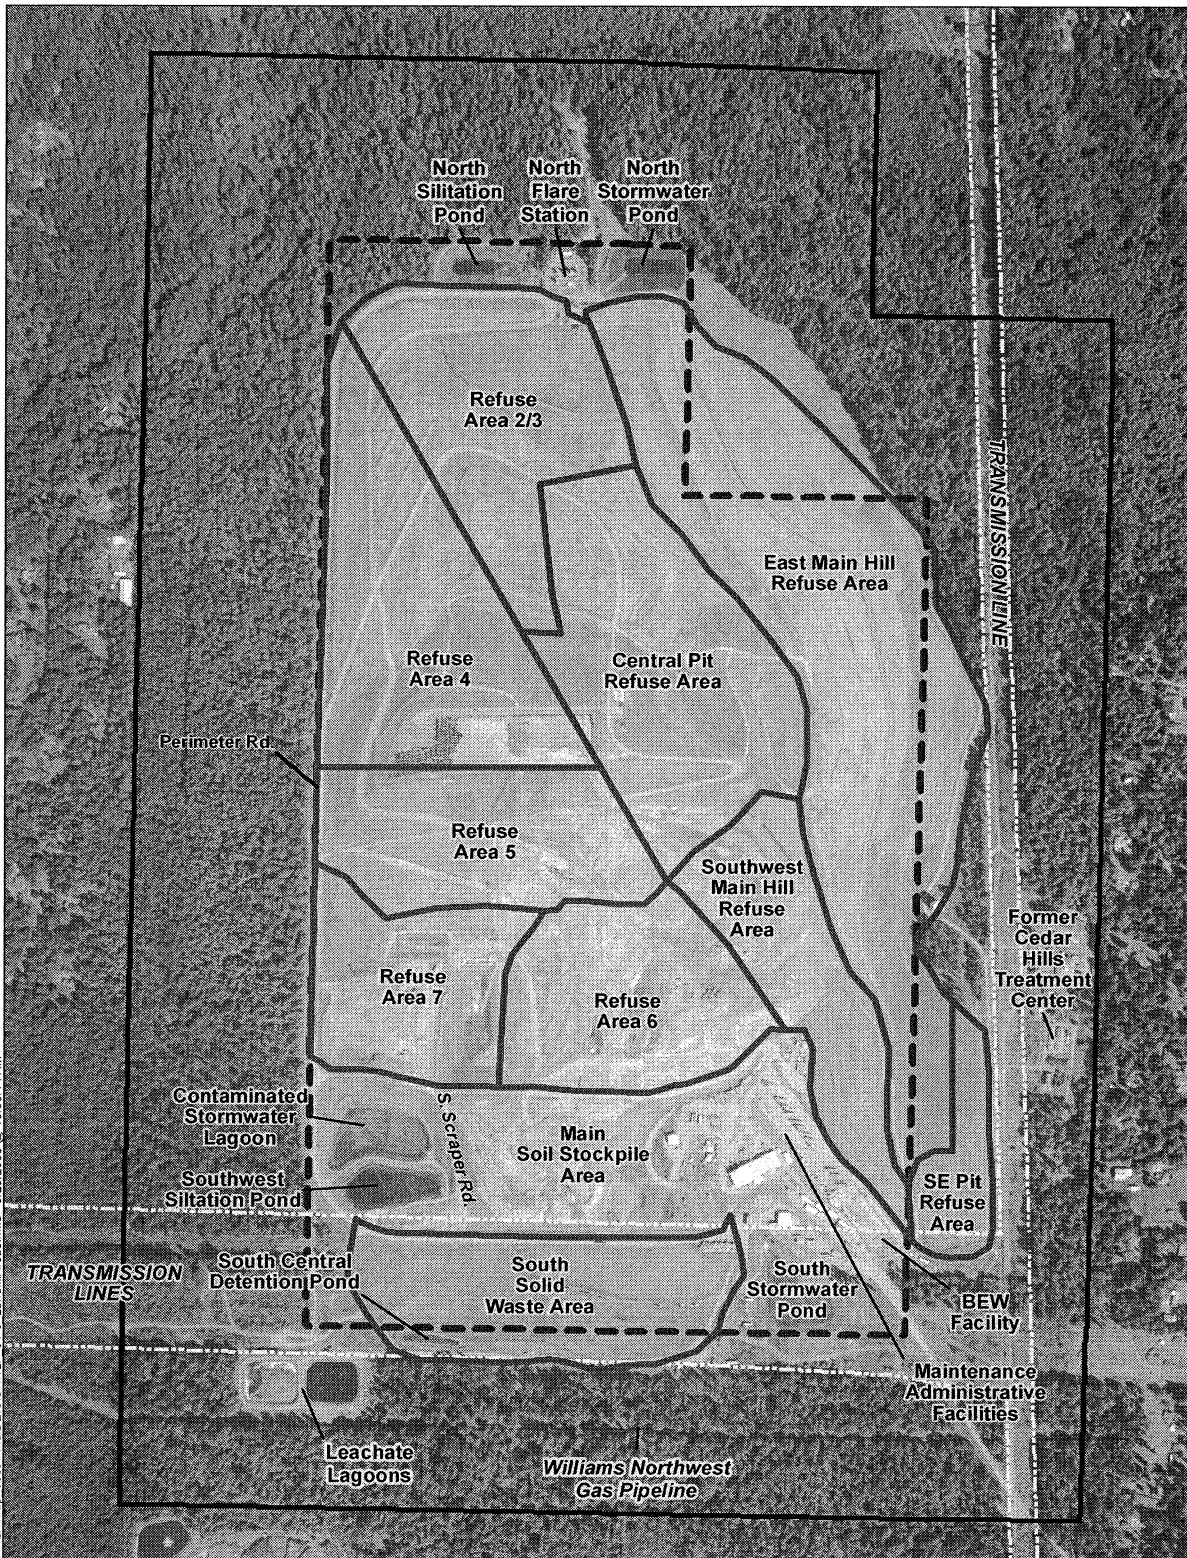 North
Silitation
Pond
North
Flare
Station
North
Stormwater
Pond
Refuse
Area 2/3
TRANSMISSION LINE
East Main Hill
Refuse Area
Refuse
Area 4
Central Pit
Refuse Area
Perimeter Rd.
Refuse
Area 5
Southwest
Main Hill
Refuse
Area
Former
Cedar
Hills
Treatment
Center
Refuse
Area 7
Refuse
Area 6
Contaminated
Stormwater
Lagoon
S. Scraper Rd.
Main
Soil Stockpile
Area
Southwest
Siltation Pond
SE Pit
Refuse
Area
TRANSMISSION
LINES
South Central
Detention Pond
South
Solid
Waste Area
South
Stormwater
Pond
BEW
Facility
Maintenance
Administrative
Facilities
Leachate
Lagoons
Williams Northwest
Gas Pipeline